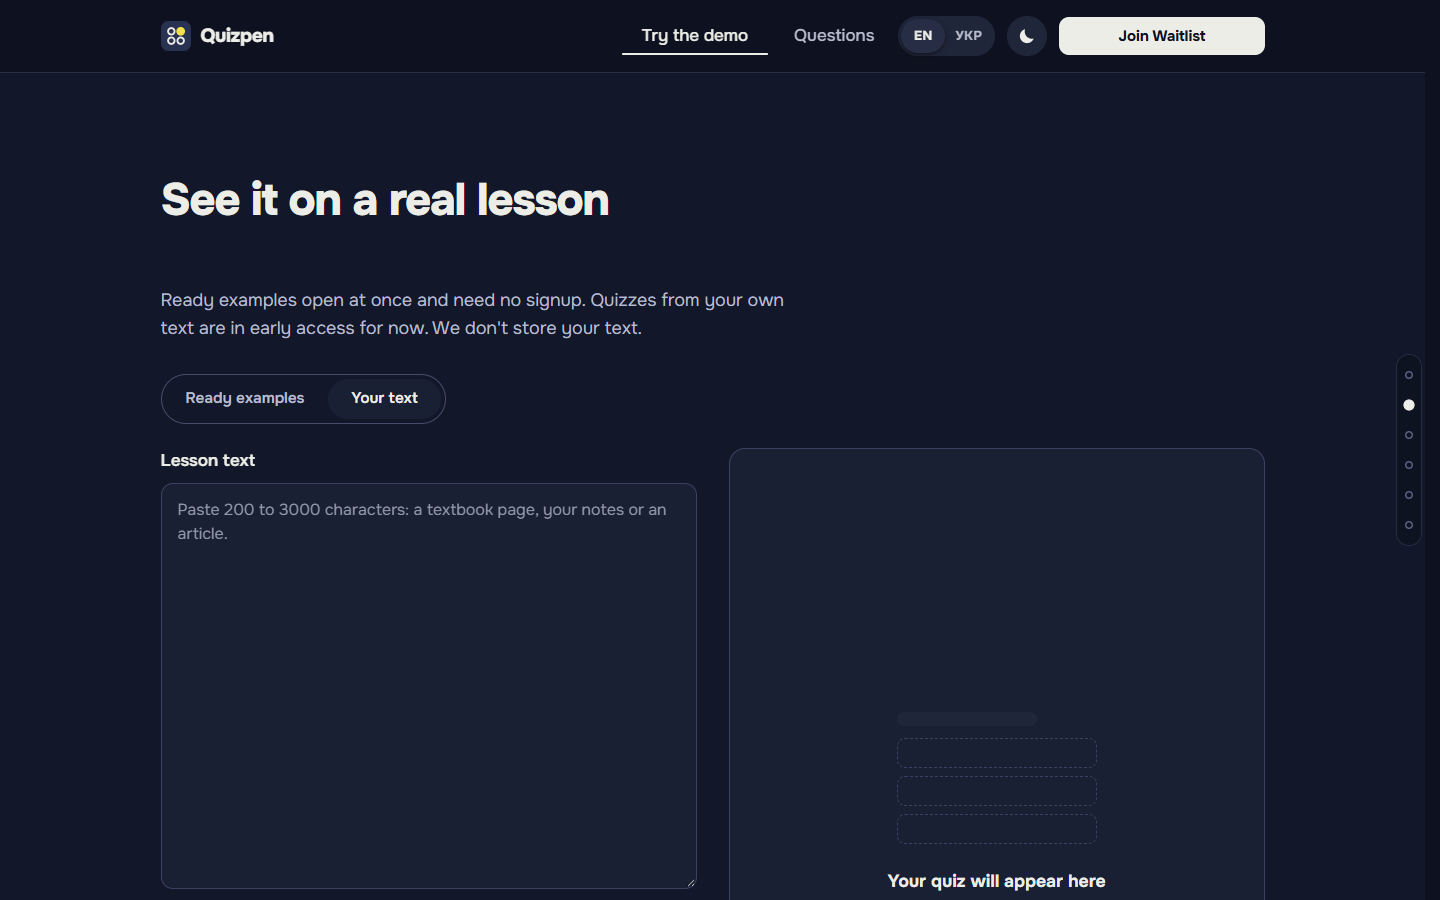 Quizpen
Try the demo
Questions
EN
УКР
Join Waitlist
See it on a real lesson
Ready examples open at once and need no signup. Quizzes from your own
text are in early access for now. We don't store your text.
Ready examples
Your text
Lesson text
Paste 200 to 3000 characters: a textbook page, your notes or an
article.
Your quiz will appear here